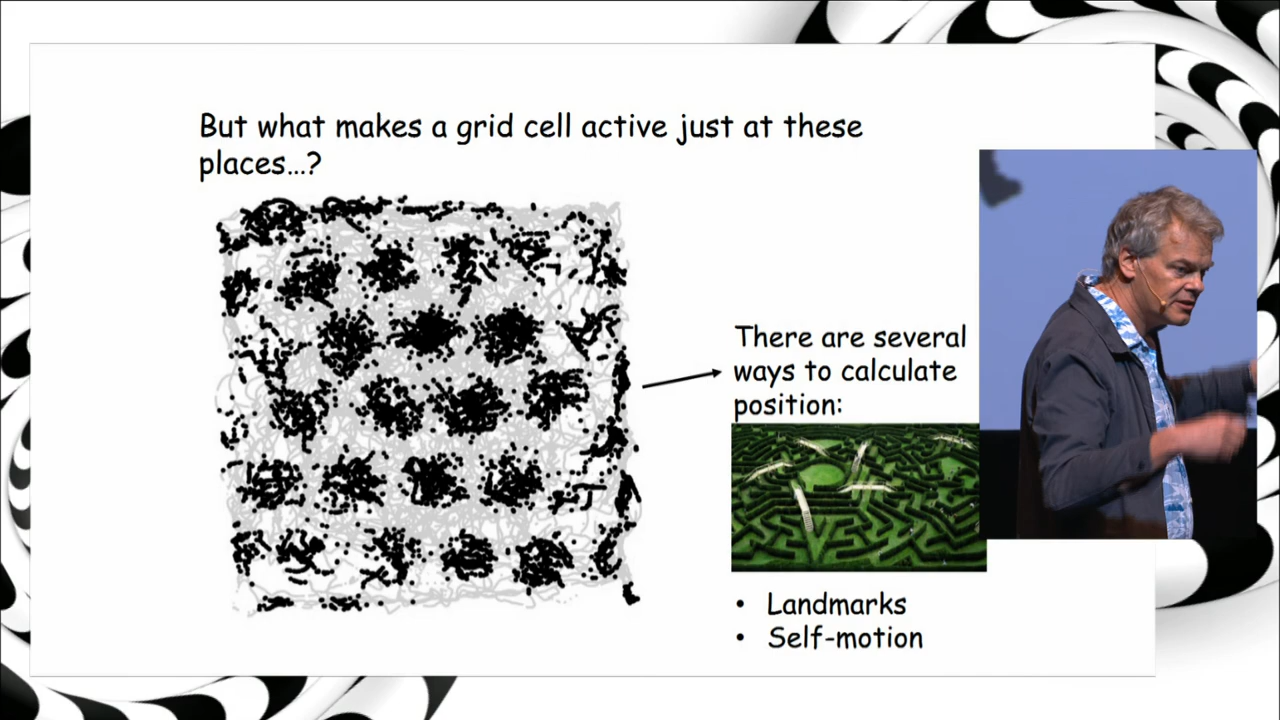 But what makes a grid cell active just at these
places...?
There are several
ways to calculate
position:
• Landmarks
• Self-motion